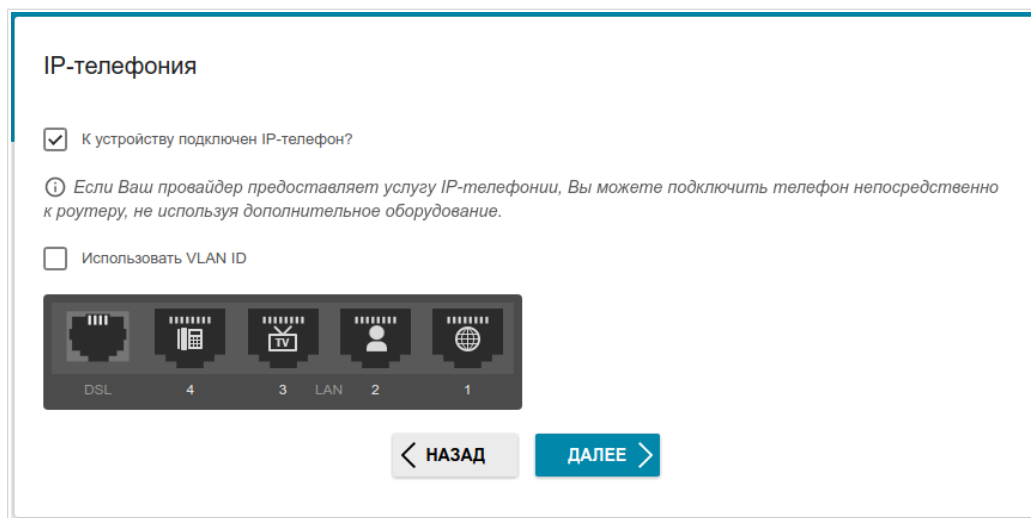 IP-телефония
К устройству подключен IP-телефон?
Если Ваш провайдер предоставляет услугу IP-телефонии, Вы можете подключить телефон непосредственно
к роутеру, не используя дополнительное оборудование.
Использовать VLAN ID
TV
DSL 4 3 LAN 2 1
НАЗАД ДАЛЕЕ